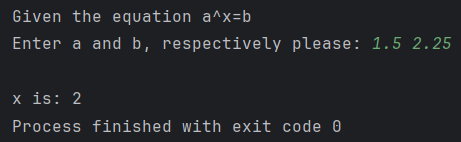 Given the equation a^x=b
Enter a and b, respectively please: 1.5 2.25
x is: 2
Process finished with exit code 0